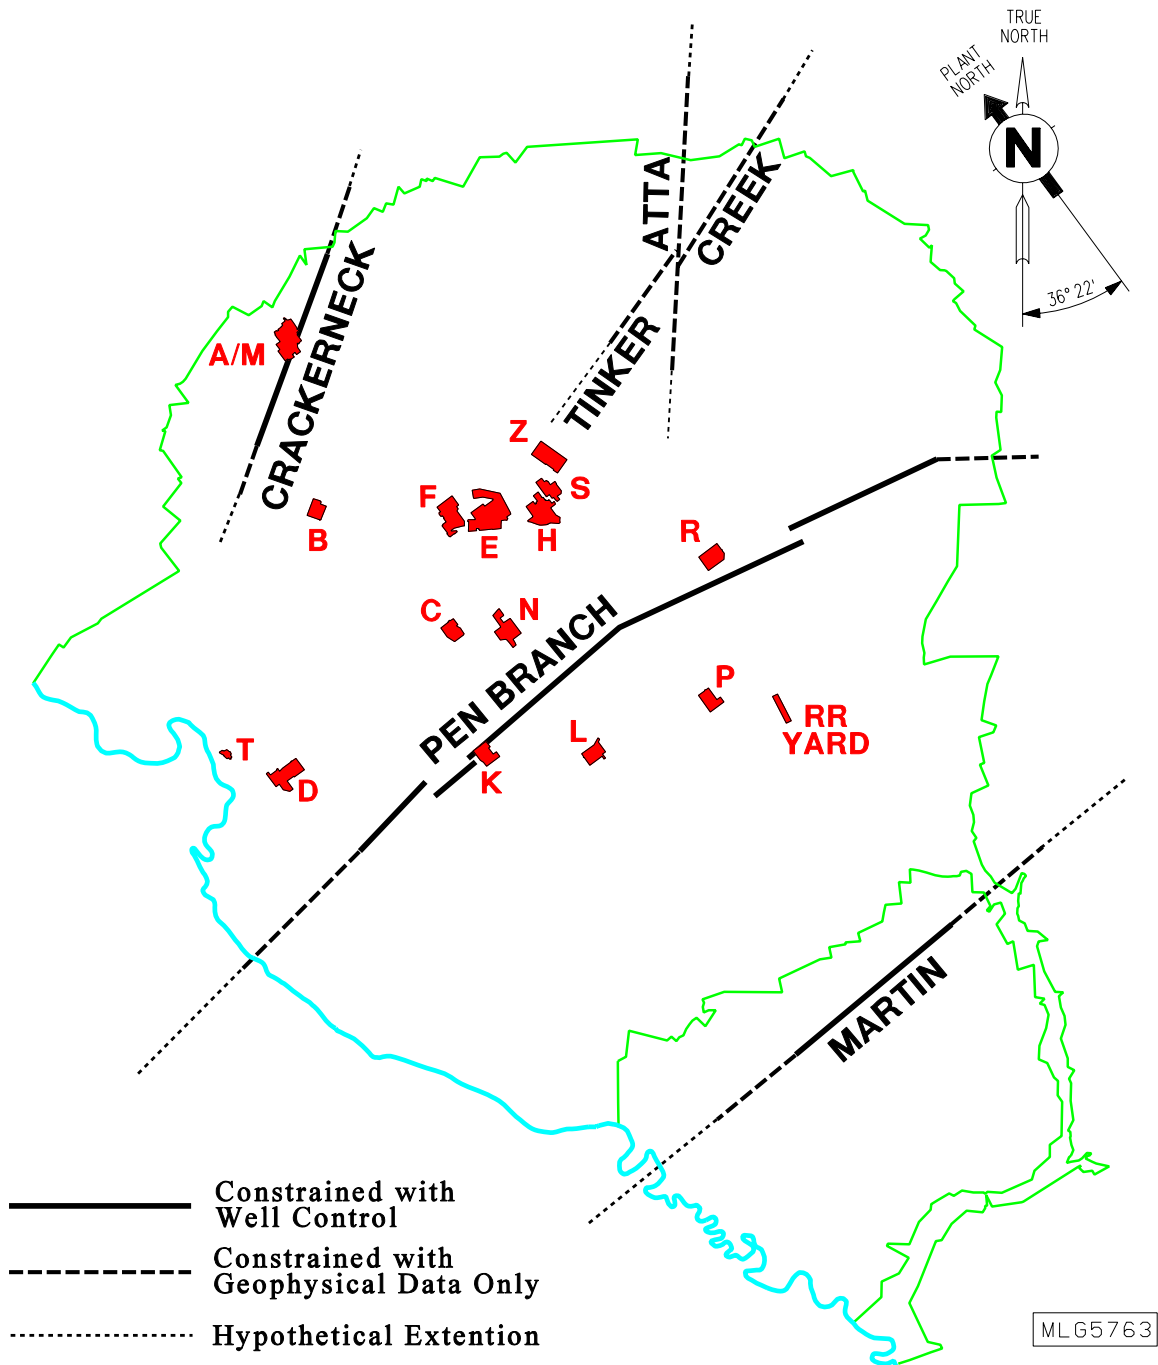 TRUE
NORTH
PLANT
NORTH
N
36° 22'
ATTA
CREEK
TINKER
CRACKERNECK
A/M
Z
S
F
E
H
B
R
C
N
PEN BRANCH
P
RR
YARD
L
K
T
D
MARTIN
Constrained with
Well Control
Constrained with
Geophysical Data Only
Hypothetical Extention
MLG5763